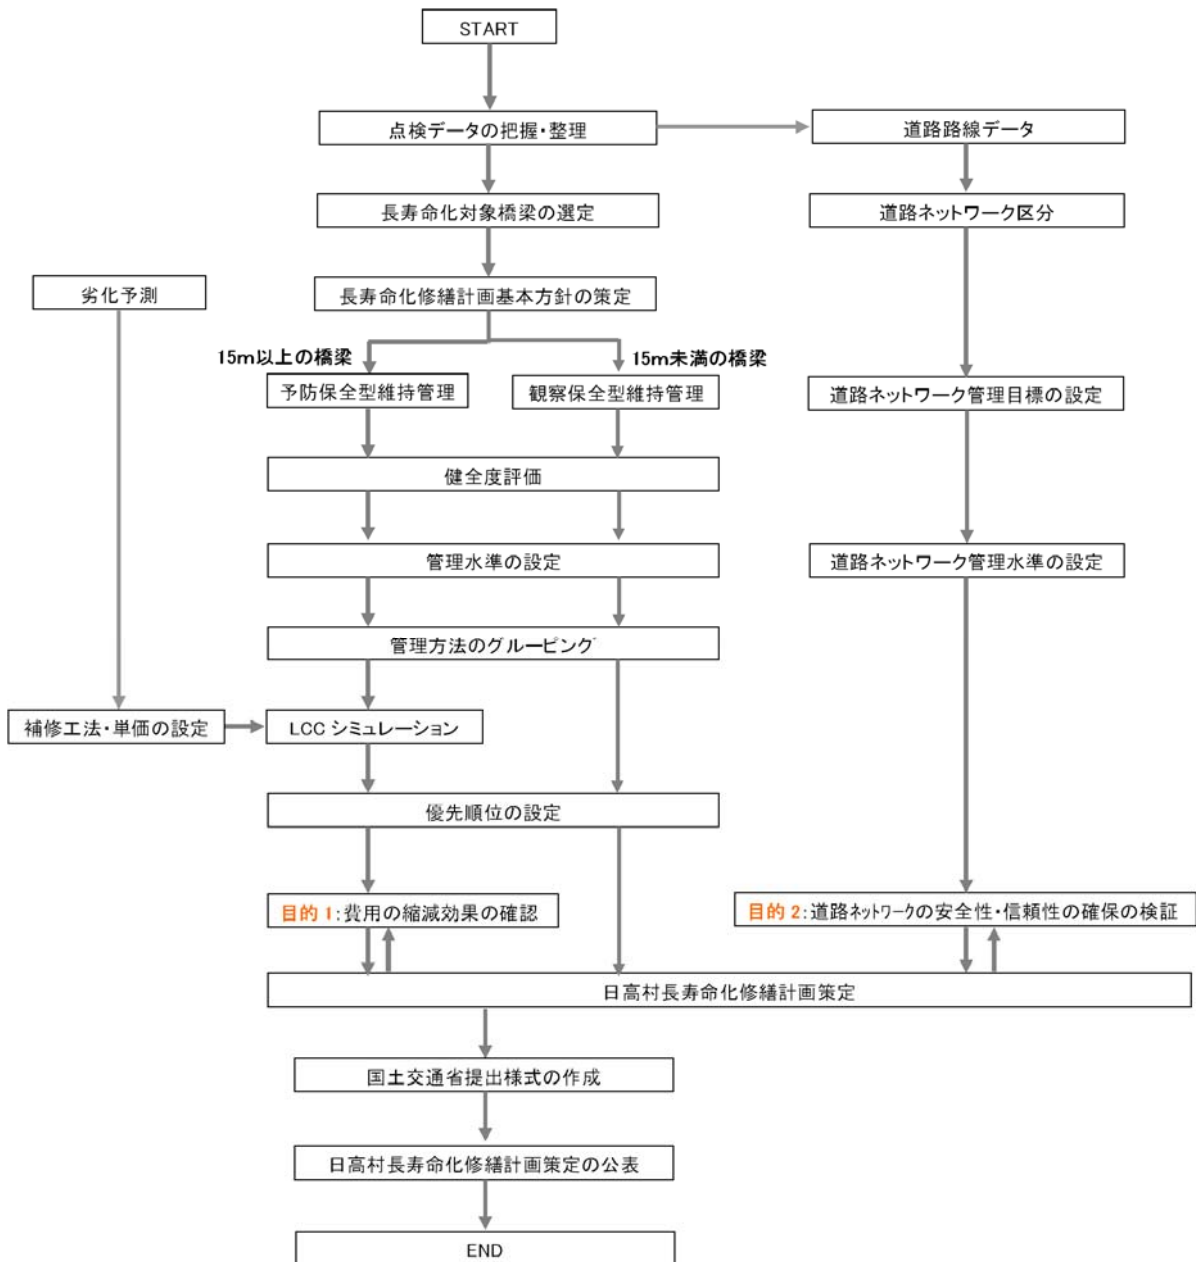 START
点検データの把握・整理
道路路線データ
長寿命化対象橋梁の選定
道路ネットワーク区分
劣化予測
長寿命化修繕計画基本方針の策定
15m以上の橋梁
15m未満の橋梁
予防保全型維持管理
観察保全型維持管理
道路ネットワーク管理目標の設定
健全度評価
管理水準の設定
道路ネットワーク管理水準の設定
管理方法のグルーピング
補修工法・単価の設定
LCC シミュレーション
優先順位の設定
目的 1:費用の縮減効果の確認
目的 2:道路ネットワークの安全性・信頼性の確保の検証
日高村長寿命化修繕計画策定
国土交通省提出様式の作成
日高村長寿命化修繕計画策定の公表
END